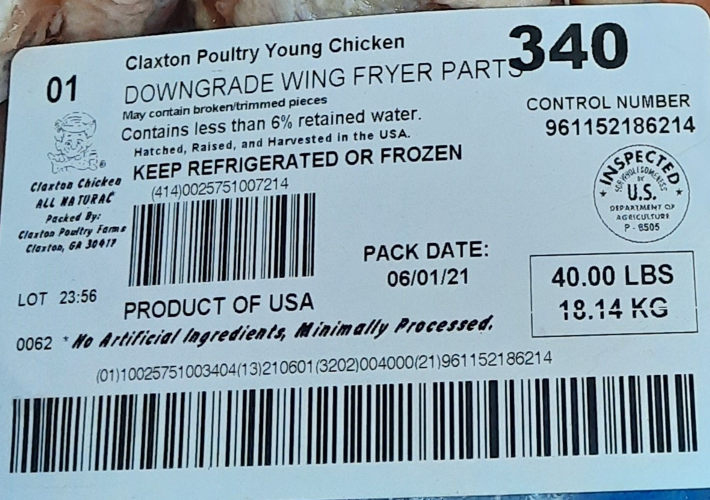 Claxton Poultry Young Chicken
340
01
DOWNGRADE WING FRYER PARTS
May contain broken/trimmed pieces
Contains less than 6% retained water.
Hatched, Raised, and Harvested in the USA.
KEEP REFRIGERATED OR FROZEN
CONTROL NUMBER
961152186214
Claxton Chicken
ALL NATURAL
Packed By:
Claxton Poultry Farms
Claxton, GA 30417
(414)0025751007214
INSPECTED
FOR WHOLESOMENESS
BY
U.S.
DEPARTMENT OF
AGRICULTURE
P-6505
PACK DATE:
06/01/21
40.00 LBS
18.14 KG
LOT 23:56
PRODUCT OF USA
0062 *No Artificial Ingredients, Minimally Processed.
(01)10025751003404(13)210601(3202)004000(21)961152186214